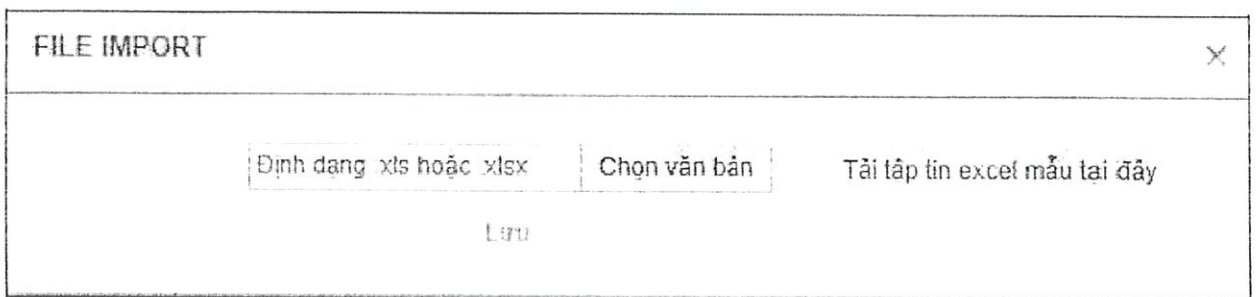 FILE IMPORT
Định dạng .xls hoặc .xlsx Chọn văn bản Tải tập tin excel mẫu tại đây
Lưu